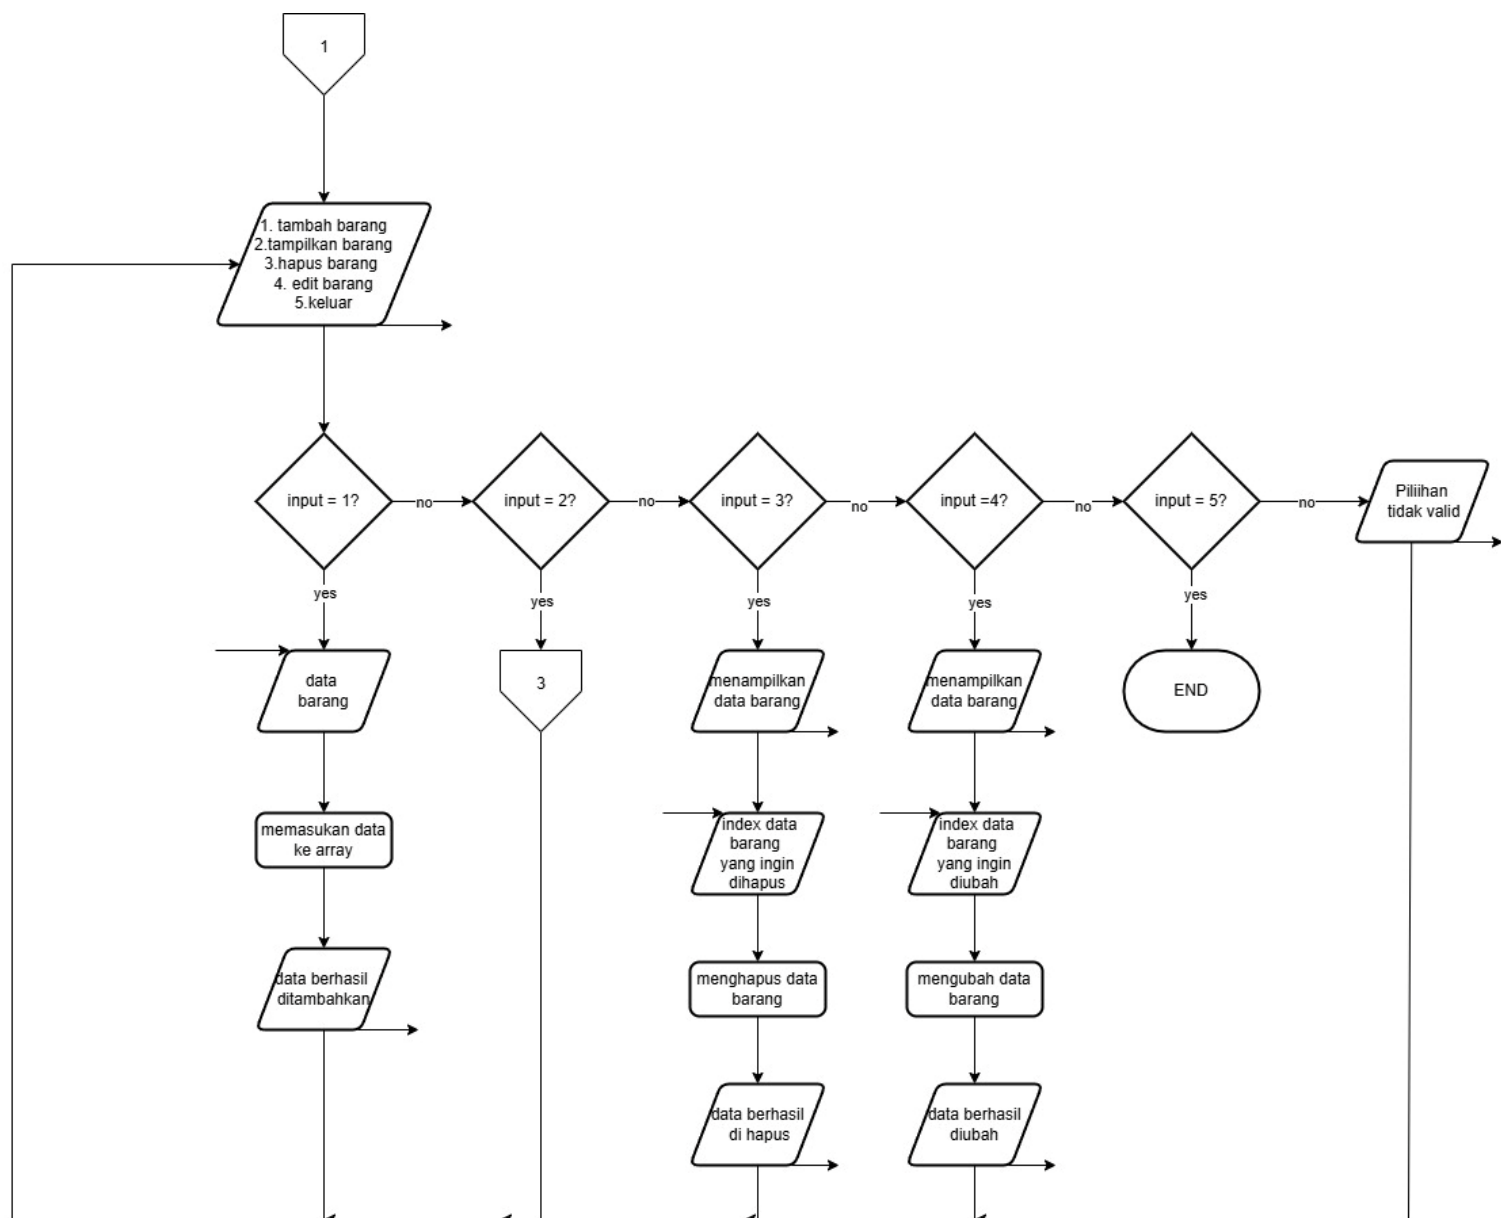 1
1. tambah barang
2.tampilkan barang
3.hapus barang
4. edit barang
5.keluar
input = 1?
no
input = 2?
no
input = 3?
no
input =4?
no
input = 5?
no
Piliihan
tidak valid
yes
yes
yes
yes
yes
data
barang
3
menampilkan
data barang
menampilkan
data barang
END
memasukan data
ke array
index data
barang
yang ingin
dihapus
index data
barang
yang ingin
diubah
data berhasil
ditambahkan
menghapus data
barang
mengubah data
barang
data berhasil
di hapus
data berhasil
diubah